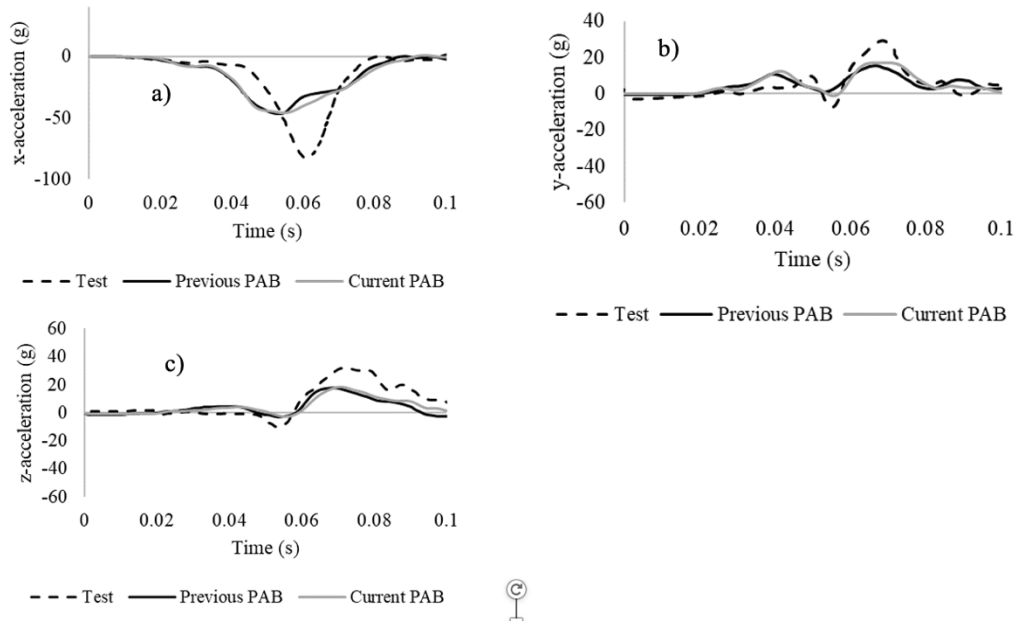 x-acceleration (g)
0
-50
-100
a)
0 0.02 0.04 0.06 0.08 0.1
Time (s)
Test Previous PAB Current PAB
y-acceleration (g)
40
20
0
-20
-40
-60
b)
0 0.02 0.04 0.06 0.08 0.1
Time (s)
Test Previous PAB Current PAB
z-acceleration (g)
60
40
20
0
-20
-40
-60
c)
0 0.02 0.04 0.06 0.08 0.1
Time (s)
Test Previous PAB Current PAB